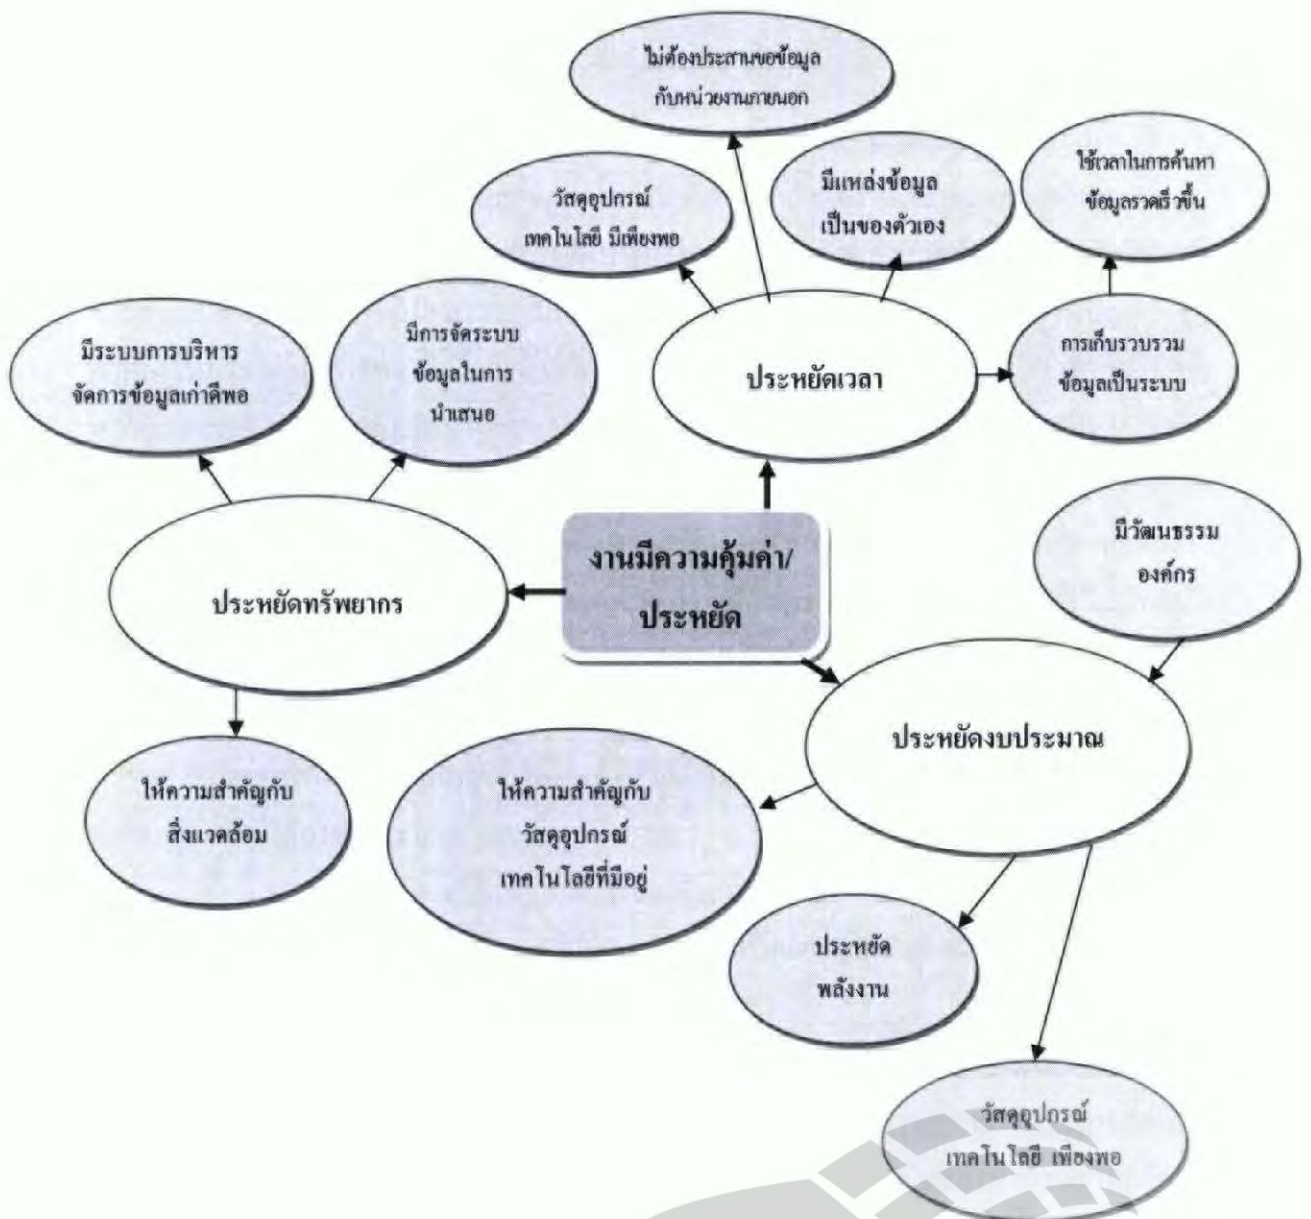 ไม่ต้องประสานขอข้อมูล
กับหน่วยงานภายนอก
วัสดุอุปกรณ์
เทคโนโลยี มีเพียงพอ
มีแหล่งข้อมูล
เป็นของตัวเอง
ใช้เวลาในการค้นหา
ข้อมูลรวดเร็วขึ้น
มีระบบการบริหาร
จัดการข้อมูลเก่าดีพอ
มีการจัดระบบ
ข้อมูลในการ
นำเสนอ
ประหยัดเวลา
การเก็บรวบรวม
ข้อมูลเป็นระบบ
งานมีความคุ้มค่า/
ประหยัด
มีวัฒนธรรม
องค์กร
ประหยัดทรัพยากร
ประหยัดงบประมาณ
ให้ความสำคัญกับ
สิ่งแวดล้อม
ให้ความสำคัญกับ
วัสดุอุปกรณ์
เทคโนโลยีที่มีอยู่
ประหยัด
พลังงาน
วัสดุอุปกรณ์
เทคโนโลยี เพียงพอ